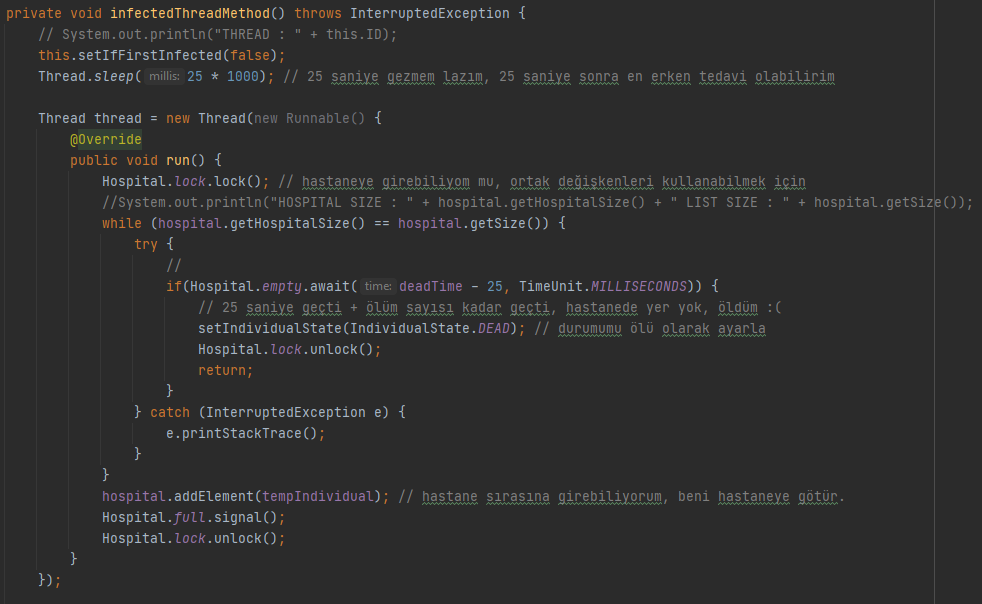 private void infectedThreadMethod() throws InterruptedException {
// System.out.println("THREAD : " + this.ID);
this.setIfFirstInfected(false);
Thread.sleep( millis: 25 * 1000); // 25 saniye gezmem lazım, 25 saniye sonra en erken tedavi olabilirim
Thread thread = new Thread(new Runnable() {
@Override
public void run() {
Hospital.lock.lock(); // hastaneye girebiliyom mu, ortak değişkenleri kullanabilmek için
//System.out.println("HOSPITAL SIZE : " + hospital.getHospitalSize() + " LIST SIZE : " + hospital.getSize());
while (hospital.getHospitalSize() == hospital.getSize()) {
try {
//
if(Hospital.empty.await( time: deadTime - 25, TimeUnit.MILLISECONDS)) {
// 25 saniye geçti + ölüm sayısı kadar geçti, hastanede yer yok, öldüm :(
setIndividualState(IndividualState.DEAD); // durumumu ölü olarak ayarla
Hospital.lock.unlock();
return;
}
} catch (InterruptedException e) {
e.printStackTrace();
}
}
hospital.addElement(tempIndividual); // hastane sırasına girebiliyorum, beni hastaneye götür.
Hospital.full.signal();
Hospital.lock.unlock();
}
});